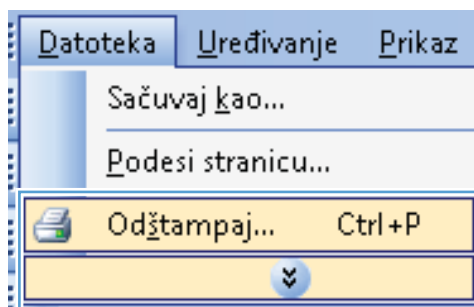 Datoteka Uređivanje Prikaz
Sačuvaj kao...
Podesi stranicu...
Odštampaj... Ctrl+P